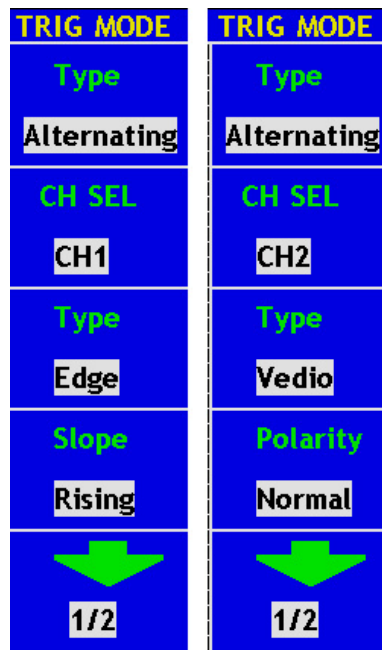 TRIG MODE
Type
Alternating
CH SEL
CH1
Type
Edge
Slope
Rising
1/2
TRIG MODE
Type
Alternating
CH SEL
CH2
Type
Vedio
Polarity
Normal
1/2